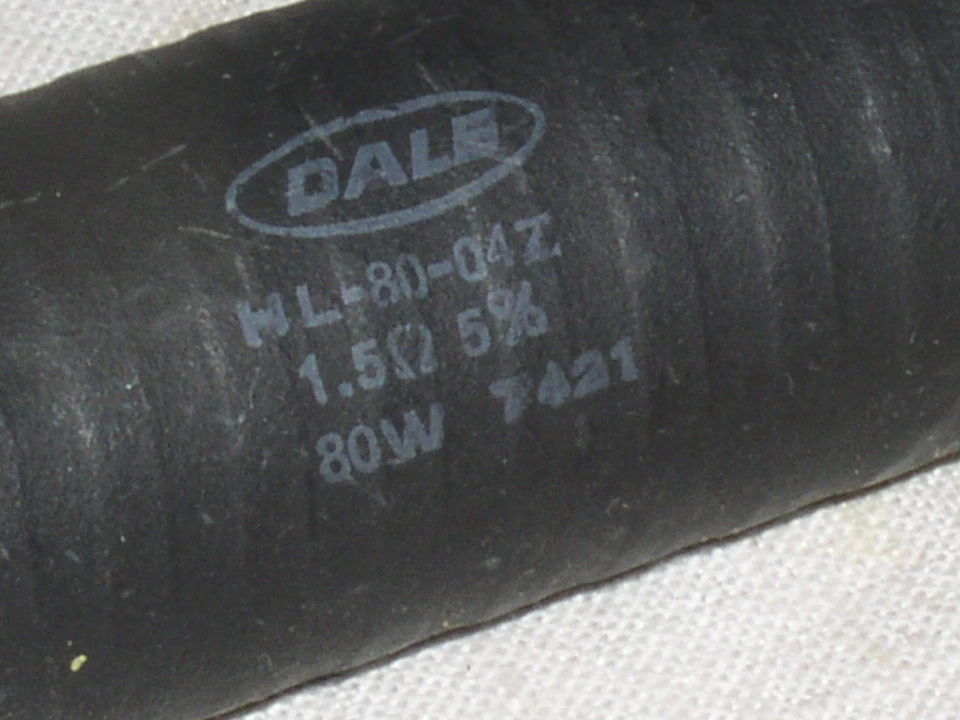 DALE
HL-80-04Z
1.5Ω 5%
80W 7421